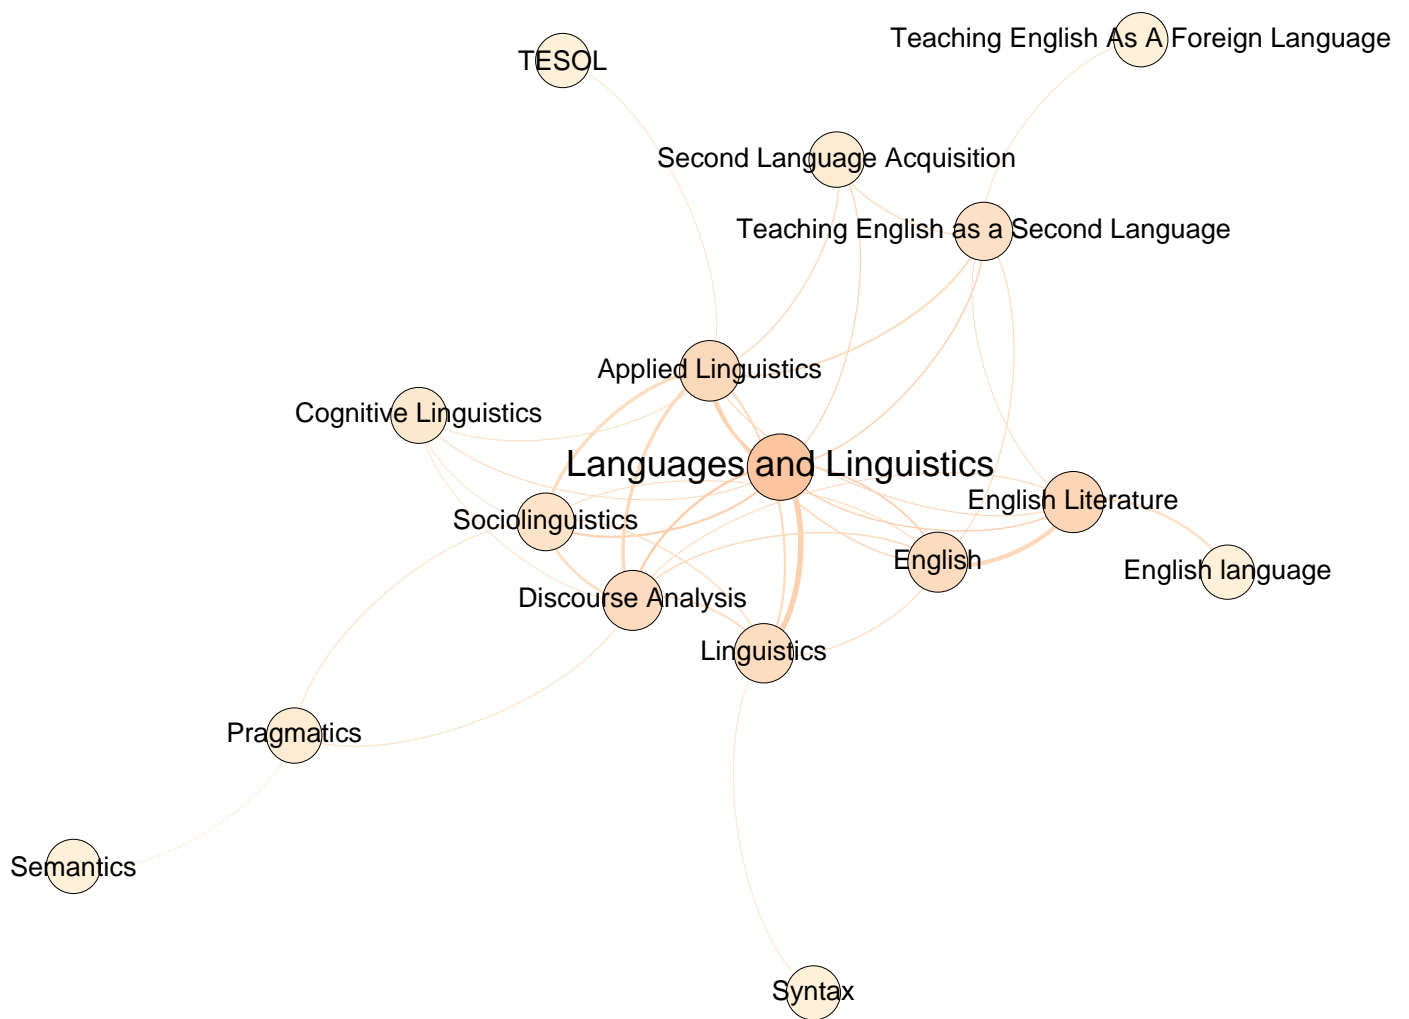 Teaching English As A Foreign Language
TESOL
Second Language Acquisition
Teaching English as a Second Language
Applied Linguistics
Cognitive Linguistics
Languages and Linguistics
English Literature
Sociolinguistics
English
English language
Discourse Analysis
Linguistics
Pragmatics
Semantics
Syntax